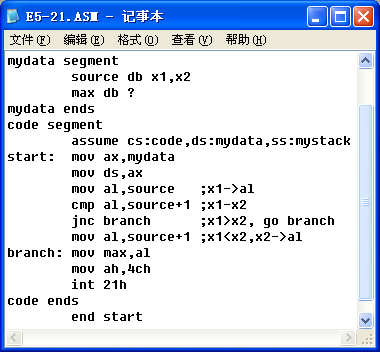 E5-21.ASM - 记事本
文件(F) 编辑(E) 格式(O) 查看(V) 帮助(H)
mydata segment
        source db x1,x2
        max db ?
mydata ends
code segment
        assume cs:code,ds:mydata,ss:mystack
start:  mov ax,mydata
        mov ds,ax
        mov al,source   ;x1->al
        cmp al,source+1 ;x1-x2
        jnc branch      ;x1>x2, go branch
        mov al,source+1 ;x1<x2,x2->al
branch: mov max,al
        mov ah,4ch
        int 21h
code ends
        end start